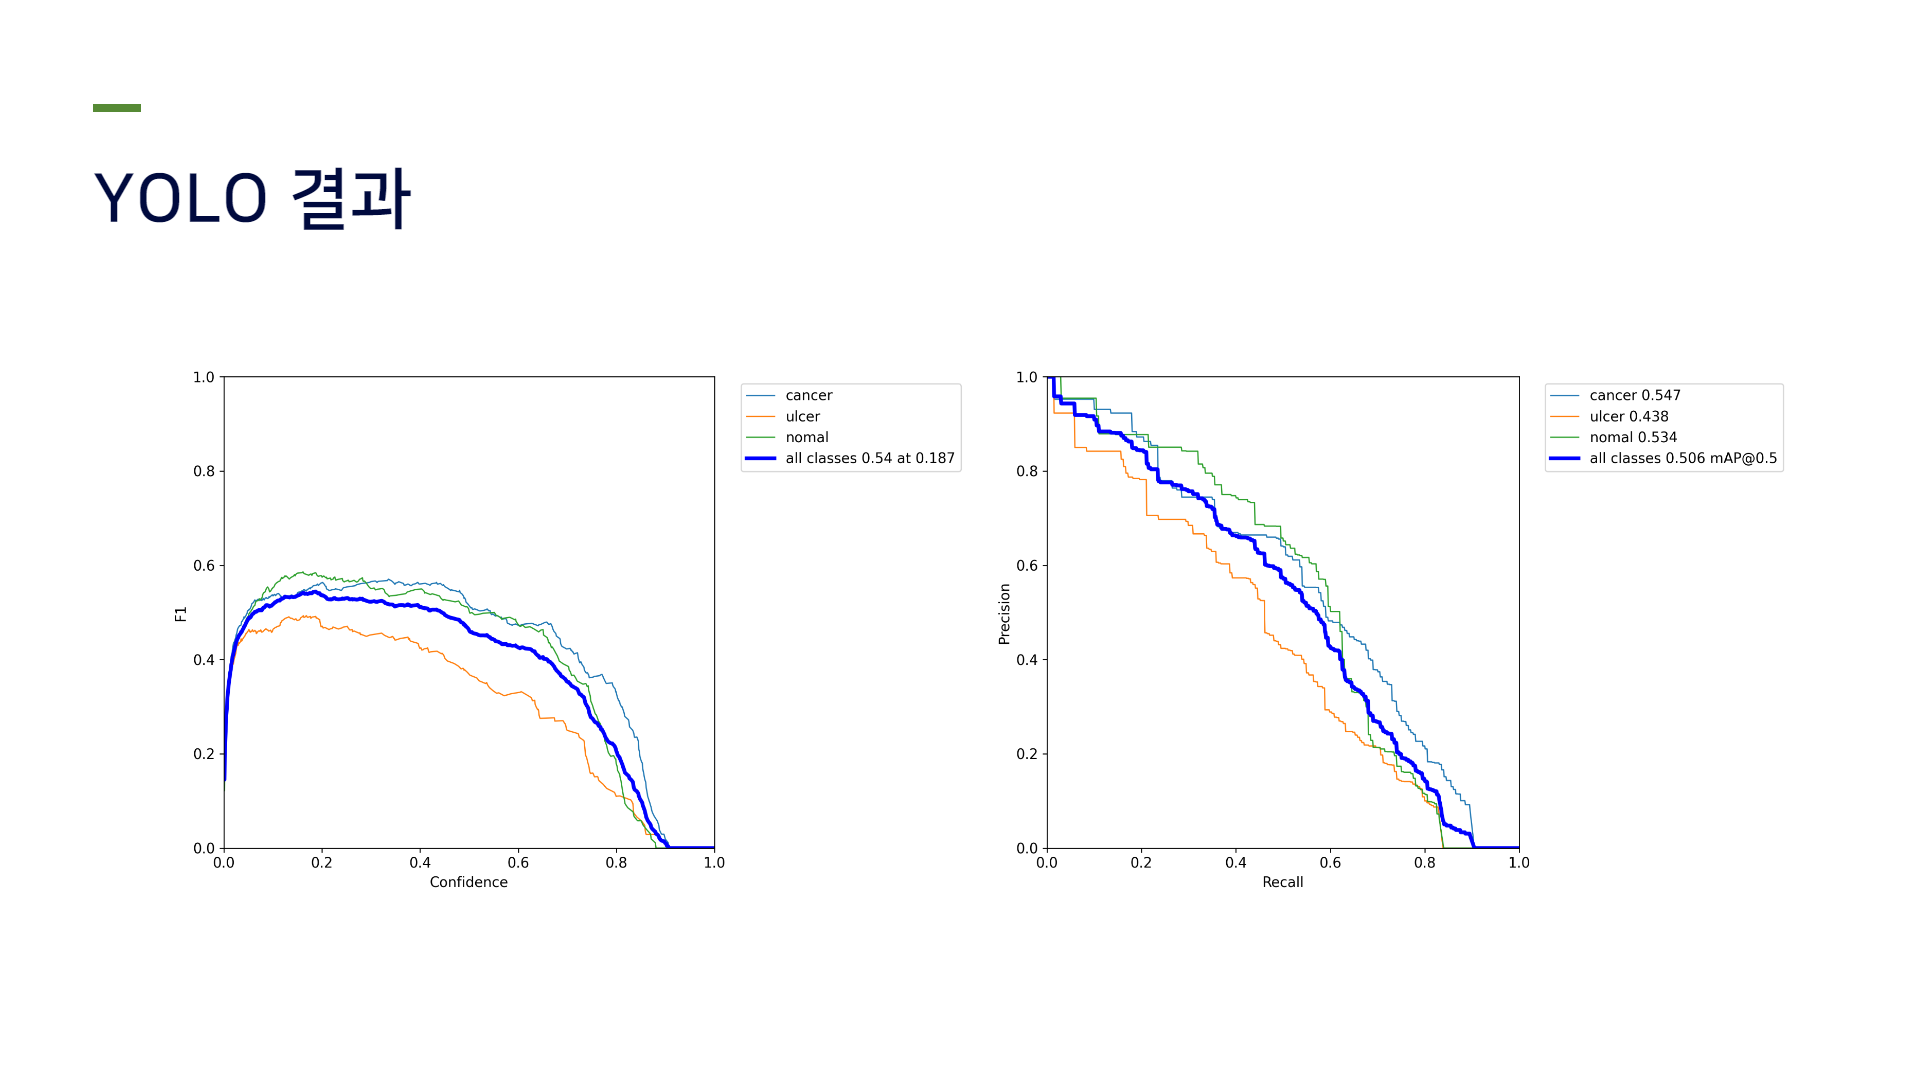 YOLO 결과
1.0
0.8
0.6
0.4
0.2
0.0
F1
0.0 0.2 0.4 0.6 0.8 1.0
Confidence
cancer
ulcer
nomal
all classes 0.54 at 0.187
1.0
0.8
0.6
0.4
0.2
0.0
Precision
0.0 0.2 0.4 0.6 0.8 1.0
Recall
cancer 0.547
ulcer 0.438
nomal 0.534
all classes 0.506 mAP@0.5